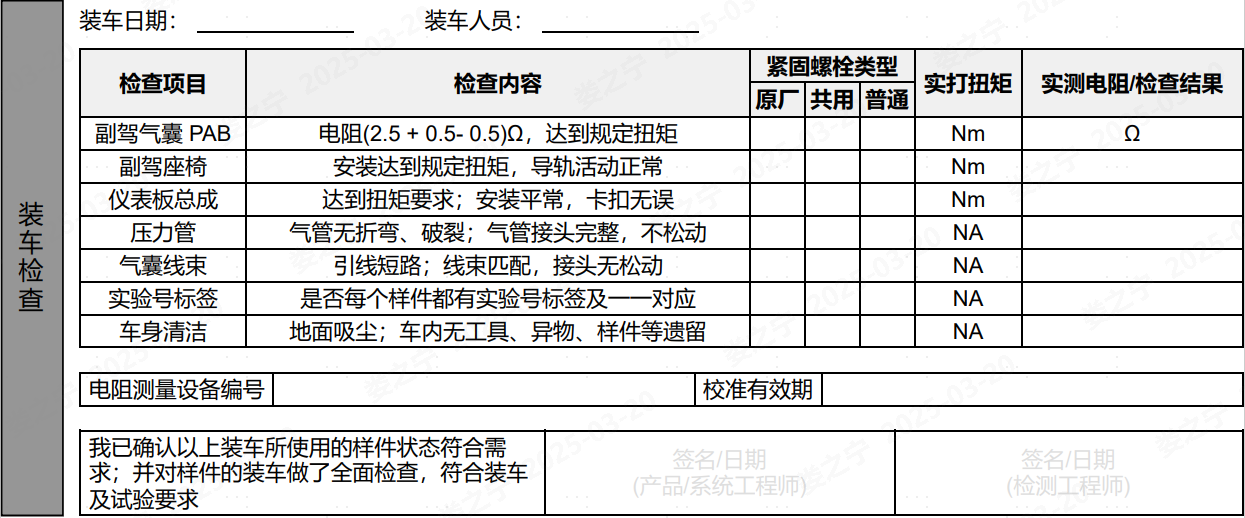 装车检查
装车日期： 装车人员：
检查项目 检查内容 紧固螺栓类型 实打扭矩 实测电阻/检查结果
原厂 共用 普通
副驾气囊 PAB 电阻(2.5 + 0.5- 0.5)Ω，达到规定扭矩 Nm Ω
副驾座椅 安装达到规定扭矩，导轨活动正常 Nm
仪表板总成 达到扭矩要求；安装平常，卡扣无误 Nm
压力管 气管无折弯、破裂；气管接头完整，不松动 NA
气囊线束 引线短路；线束匹配，接头无松动 NA
实验号标签 是否每个样件都有实验号标签及一一对应 NA
车身清洁 地面吸尘；车内无工具、异物、样件等遗留 NA
电阻测量设备编号 校准有效期
我已确认以上装车所使用的样件状态符合需
求；并对样件的装车做了全面检查，符合装车
及试验要求
签名/日期
(产品/系统工程师)
签名/日期
(检测工程师)
娄之宁 2025-03-20